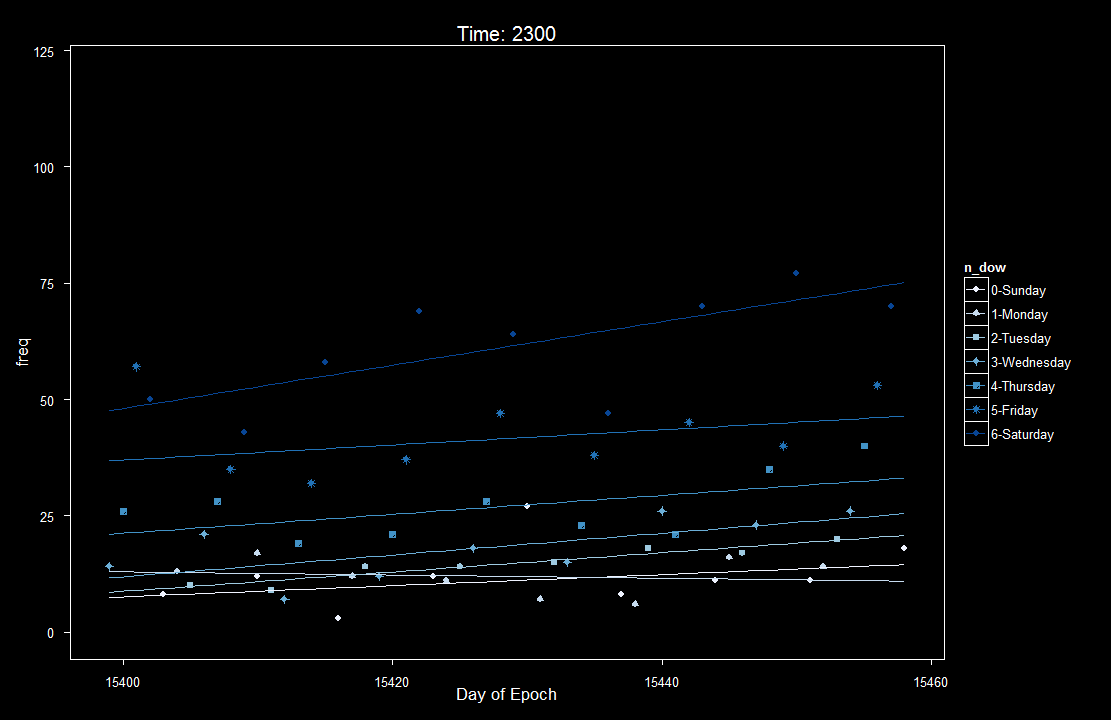 Time: 2300
125
100
75
50
25
0
freq
15400
15420
15440
15460
Day of Epoch
n_dow
0-Sunday
1-Monday
2-Tuesday
3-Wednesday
4-Thursday
5-Friday
6-Saturday